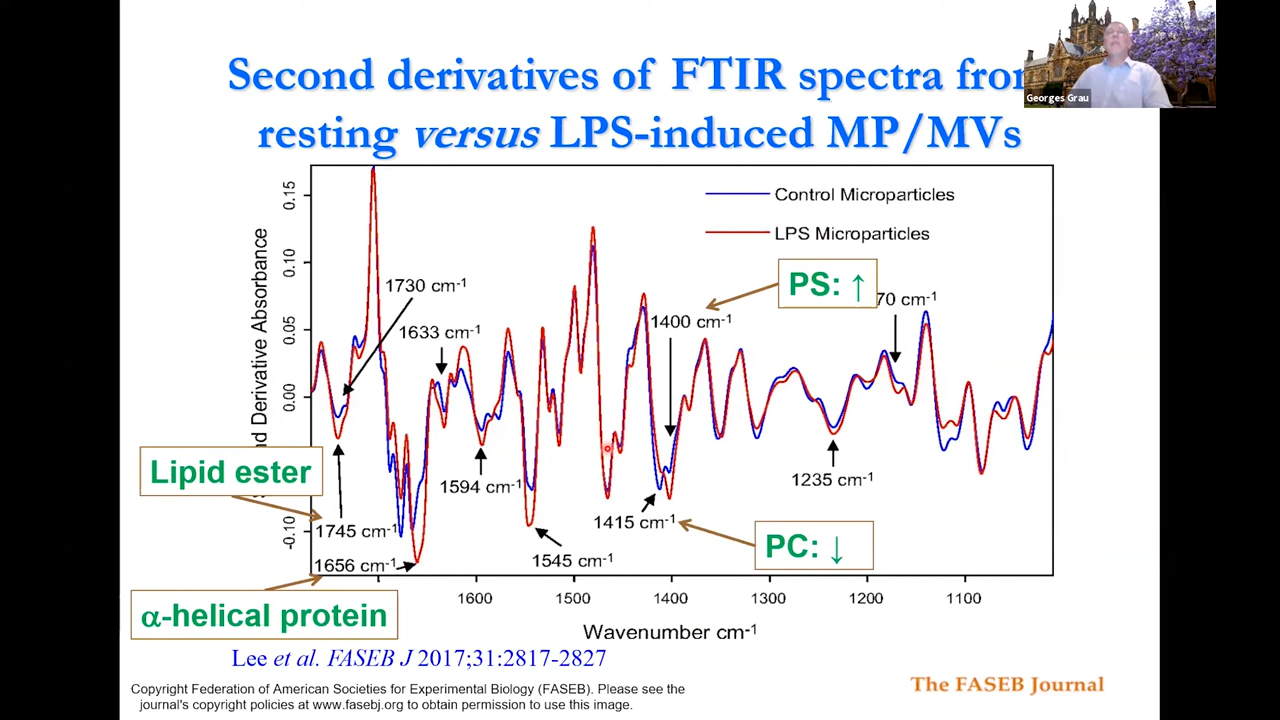 Second derivatives of FTIR spectra from
resting versus LPS-induced MP/MVs
Georges Grau
Control Microparticles
LPS Microparticles
PS: ↑
1730 cm-1
1633 cm-1
1400 cm-1
70 cm-1
0.15
0.10
0.05
0.00
-0.10
d Derivative Absorbance
Lipid ester
1594 cm-1
1235 cm-1
1745 cm-1
1415 cm-1
1656 cm-1
1545 cm-1
PC: ↓
α-helical protein
1600
1500
1400
1300
1200
1100
Wavenumber cm-1
Lee et al. FASEB J 2017;31:2817-2827
Copyright Federation of American Societies for Experimental Biology (FASEB). Please see the
journal's copyright policies at www.fasebj.org to obtain permission to use this image.
The FASEB Journal